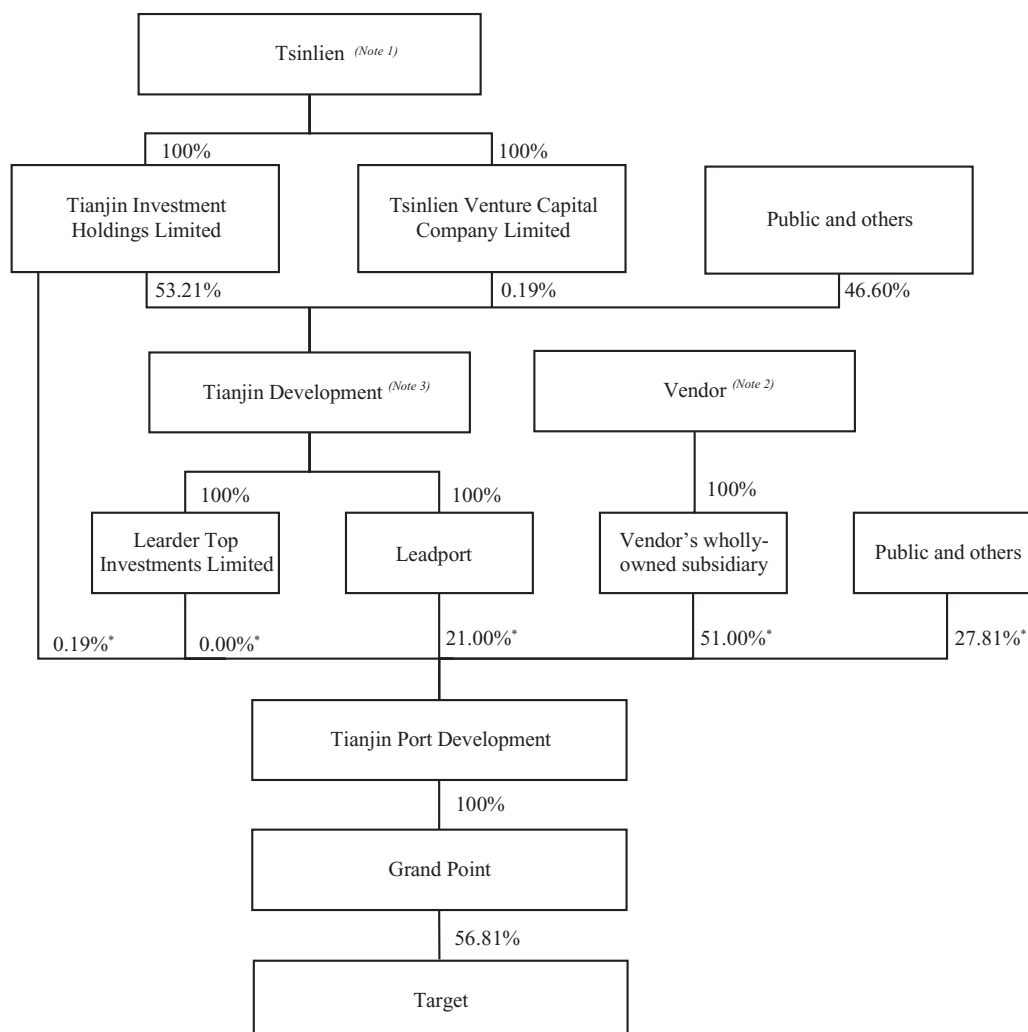 Tsinlien (Note 1)
100%
100%
Tianjin Investment
Holdings Limited
Tsinlien Venture Capital
Company Limited
Public and others
53.21%
0.19%
46.60%
Tianjin Development (Note 3)
Vendor (Note 2)
100%
100%
100%
Learder Top
Investments Limited
Leadport
Vendor’s wholly-
owned subsidiary
Public and others
0.19%*
0.00%*
21.00%*
51.00%*
27.81%*
Tianjin Port Development
100%
Grand Point
56.81%
Target